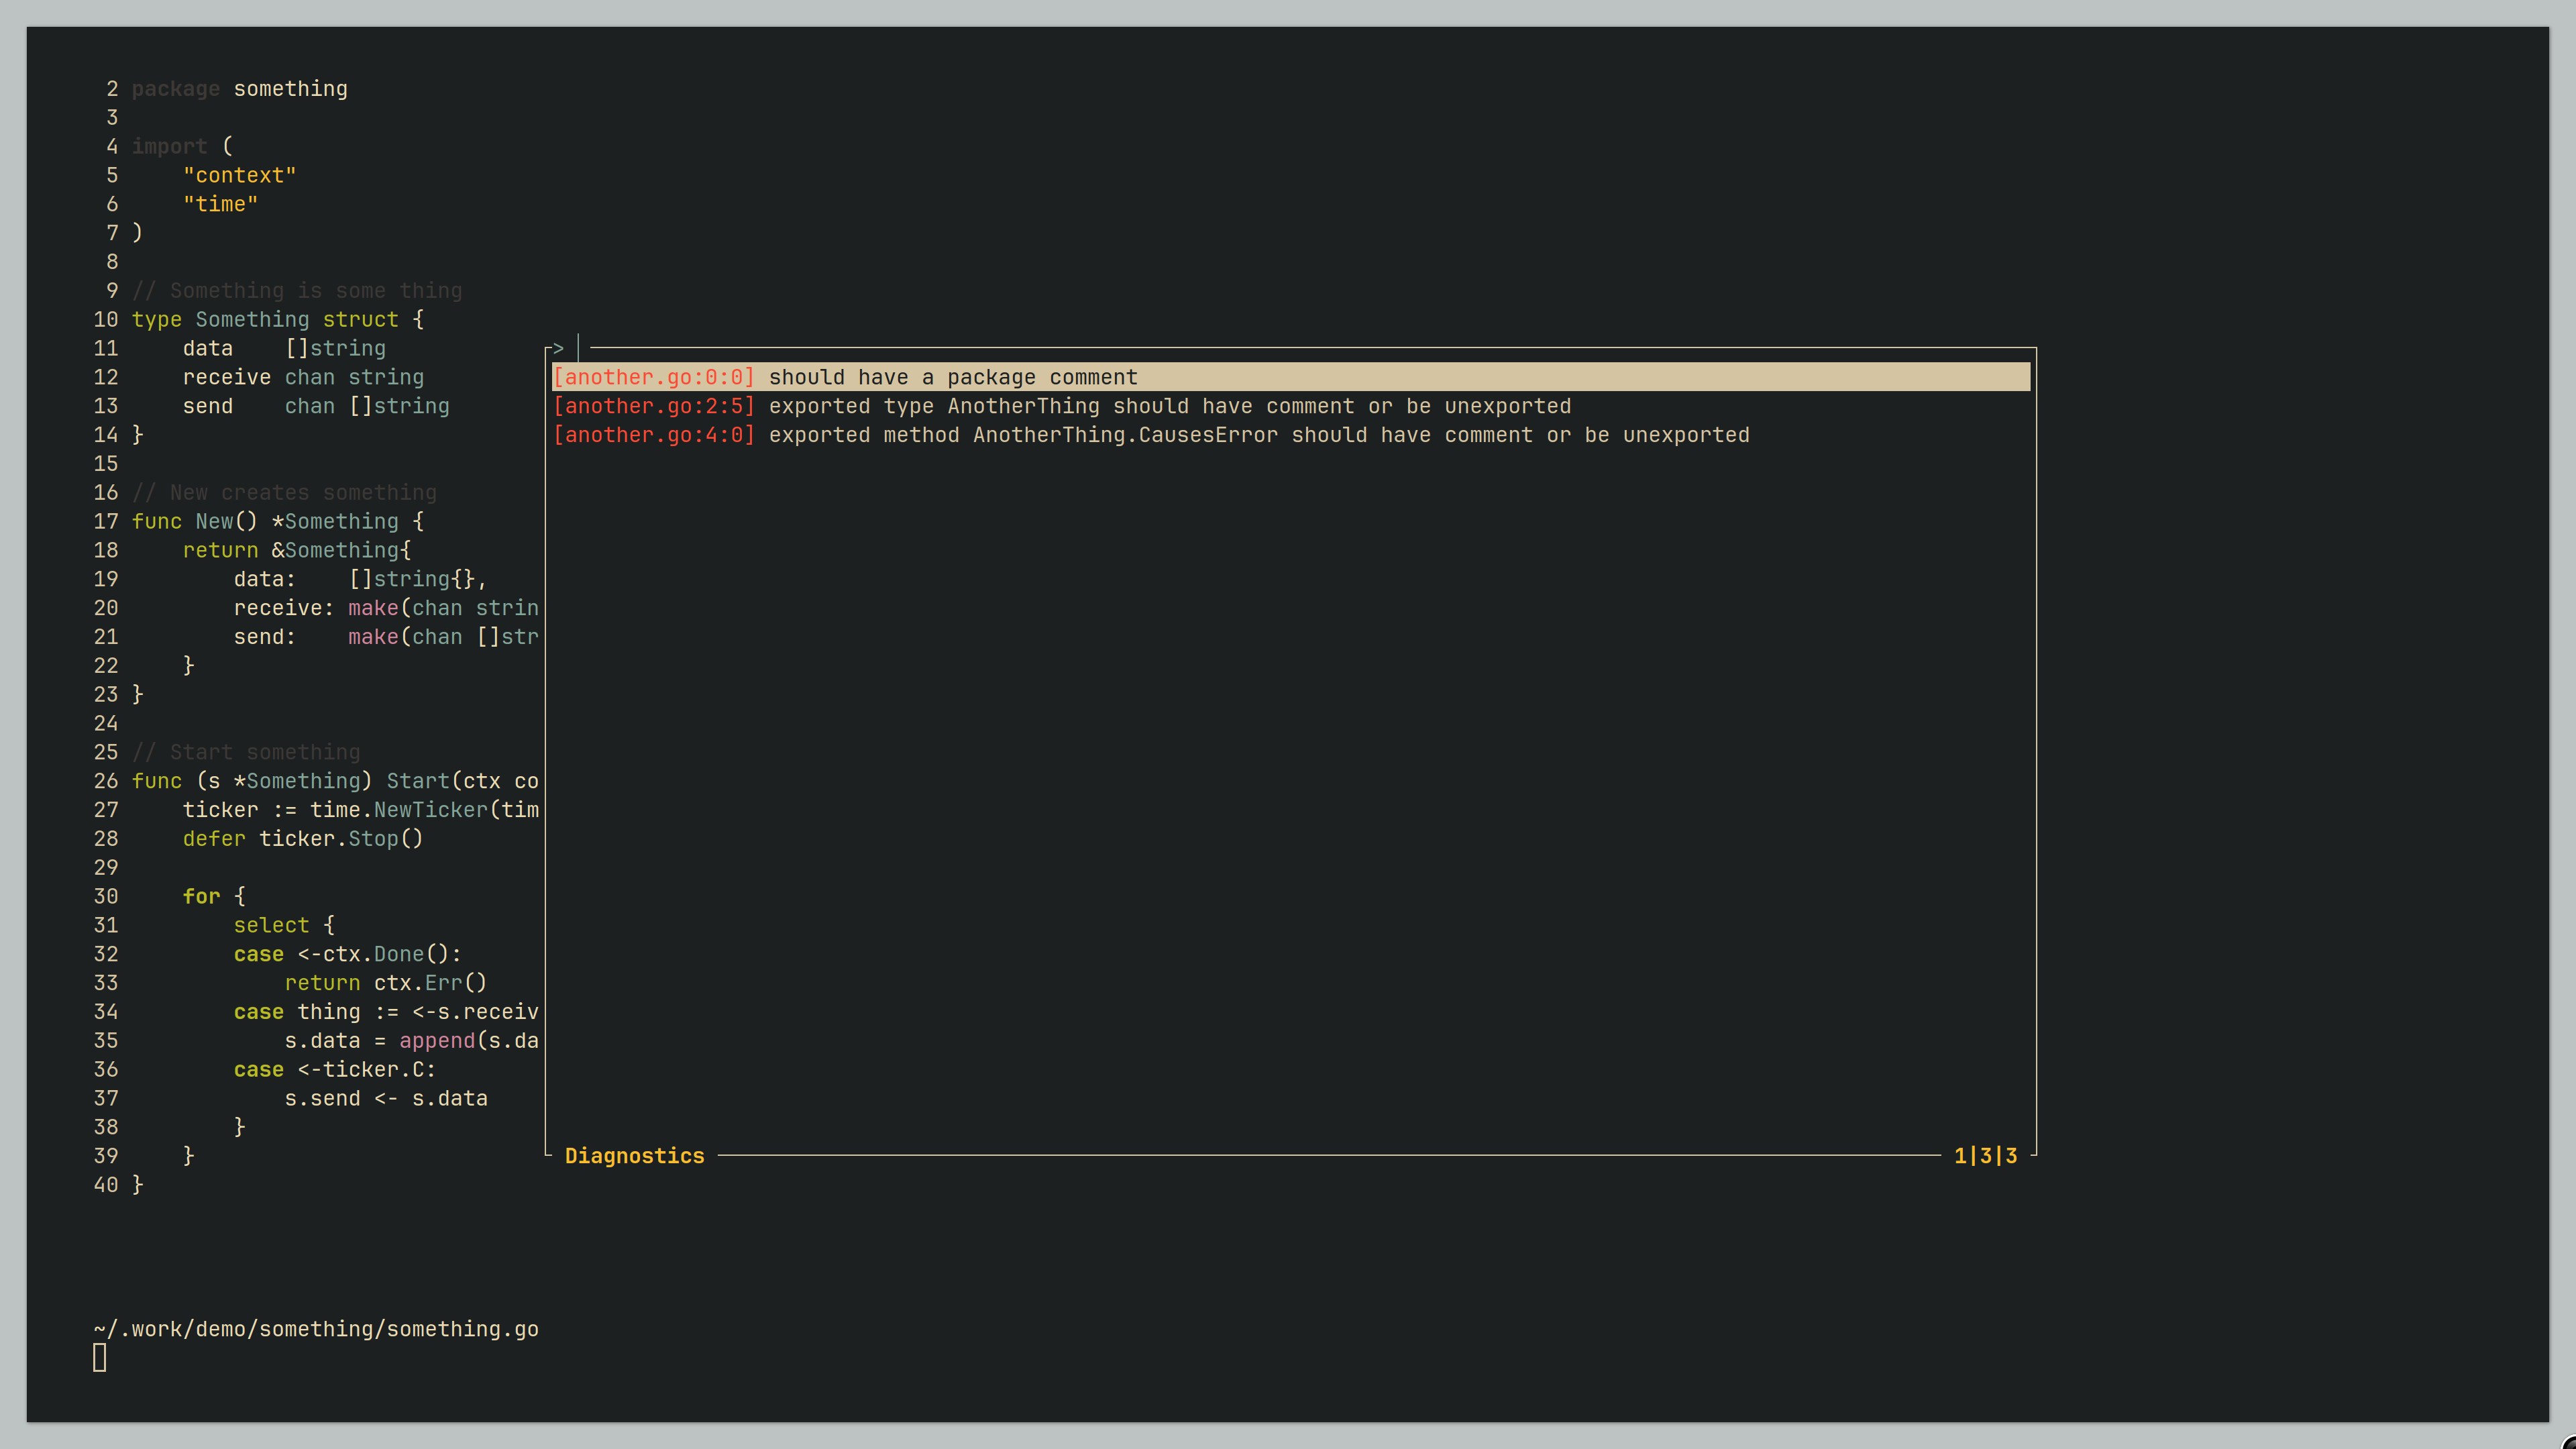 2 package something
3
4 import (
5     "context"
6     "time"
7 )
8
9 // Something is some thing
10 type Something struct {
11     data    []string
12     receive chan string
13     send    chan []string
14 }
15
16 // New creates something
17 func New() *Something {
18     return &Something{
19         data:    []string{},
20         receive: make(chan strin
21         send:    make(chan []str
22     }
23 }
24
25 // Start something
26 func (s *Something) Start(ctx co
27     ticker := time.NewTicker(tim
28     defer ticker.Stop()
29
30     for {
31         select {
32         case <-ctx.Done():
33             return ctx.Err()
34         case thing := <-s.receiv
35             s.data = append(s.da
36         case <-ticker.C:
37             s.send <- s.data
38         }
39     }
40 }
>
[another.go:0:0] should have a package comment
[another.go:2:5] exported type AnotherThing should have comment or be unexported
[another.go:4:0] exported method AnotherThing.CausesError should have comment or be unexported
Diagnostics 1|3|3
~/.work/demo/something/something.go